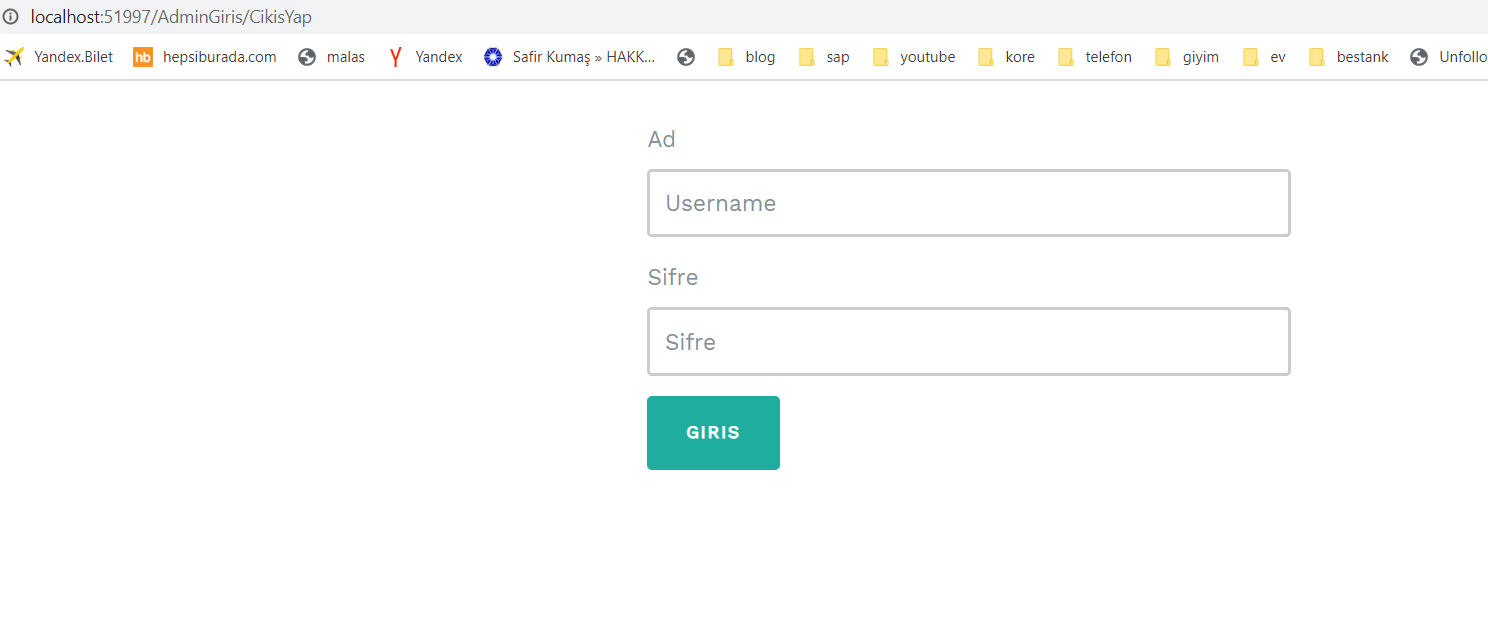 localhost:51997/AdminGiris/CikisYap
Yandex.Bilet hb hepsiburada.com malas Y Yandex Safir Kumaş » HAKK... blog sap youtube kore telefon giyim ev bestank Unfollo
Ad
Username
Sifre
Sifre
GIRIS